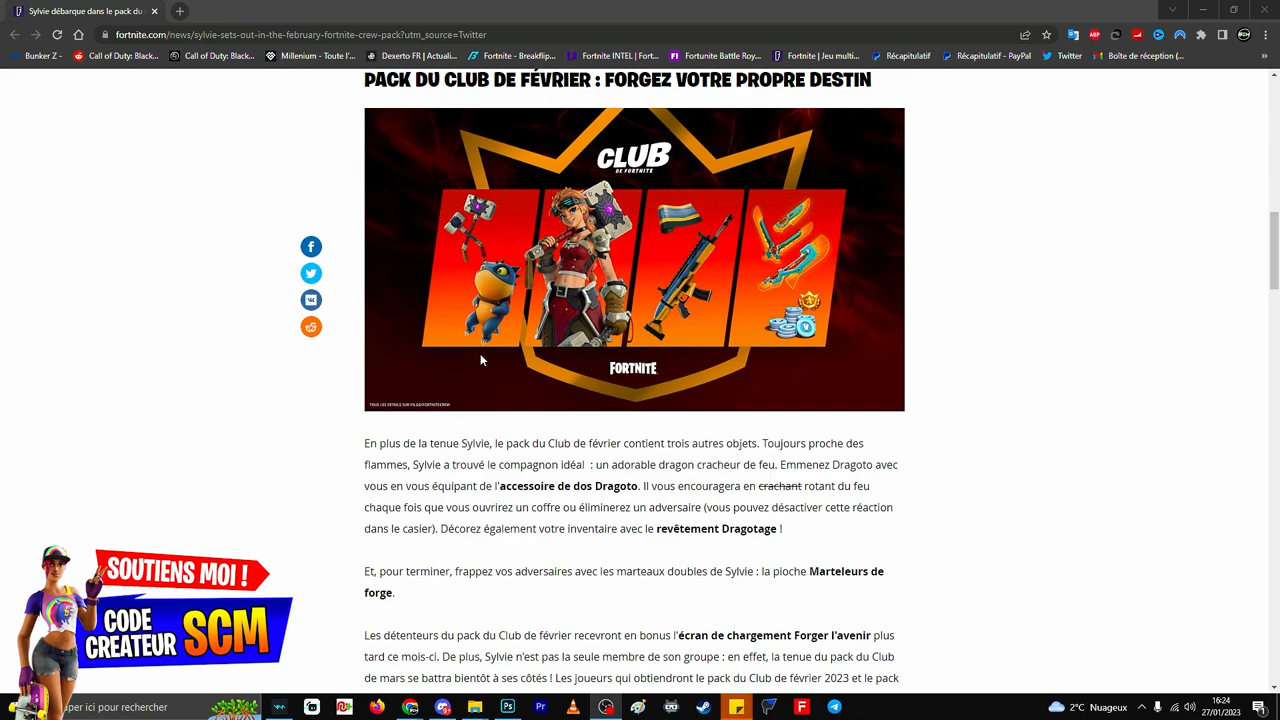 Sylvie débarque dans le pack du
fortnite.com/news/sylvie-sets-out-in-the-february-fortnite-crew-pack?utm_source=Twitter
Bunker Z -
Call of Duty: Black...
Call of Duty: Black...
Millenium - Toute l'...
Dexerto FR | Actuali...
Fortnite - Breakflip...
Fortnite INTEL | Fort...
Fortunite Battle Roy...
Fortnite | Jeu multi...
Récapitulatif
Récapitulatif - PayPal
Twitter
Boîte de réception (...
»
PACK DU CLUB DE FÉVRIER : FORGEZ VOTRE PROPRE DESTIN
CLUB
DE FORTNITE
FORTNITE
En plus de la tenue Sylvie, le pack du Club de février contient trois autres objets. Toujours proche des
flammes, Sylvie a trouvé le compagnon idéal : un adorable dragon cracheur de feu. Emmenez Dragoto avec
vous en vous équipant de l'accessoire de dos Dragoto. Il vous encouragera en crachant rotant du feu
chaque fois que vous ouvrirez un coffre ou éliminerez un adversaire (vous pouvez désactiver cette réaction
dans le casier). Décorez également votre inventaire avec le revêtement Dragotage !
Et, pour terminer, frappez vos adversaires avec les marteaux doubles de Sylvie : la pioche Marteleurs de
forge.
Les détenteurs du pack du Club de février recevront en bonus l'écran de chargement Forger l'avenir plus
tard ce mois-ci. De plus, Sylvie n'est pas la seule membre de son groupe : en effet, la tenue du pack du Club
de mars se battra bientôt à ses côtés ! Les joueurs qui obtiendront le pack du Club de février 2023 et le pack
SOUTIENS MOI !
CODE
CRÉATEUR SCM
per ici pour rechercher
2°C Nuageux
16:24
27/01/2023